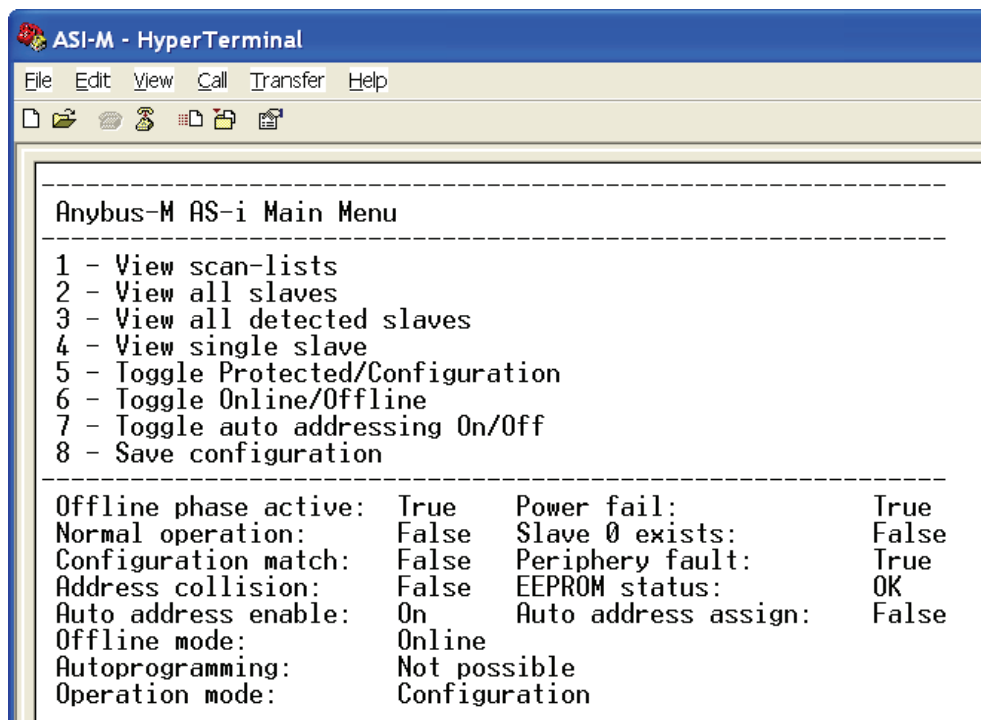 ASI-M - HyperTerminal
File Edit View Call Transfer Help
Anybus-M AS-i Main Menu
1 - View scan-lists
2 - View all slaves
3 - View all detected slaves
4 - View single slave
5 - Toggle Protected/Configuration
6 - Toggle Online/Offline
7 - Toggle auto addressing On/Off
8 - Save configuration
Offline phase active: True Power fail: True
Normal operation: False Slave 0 exists: False
Configuration match: False Periphery fault: True
Address collision: False EEPROM status: OK
Auto address enable: On Auto address assign: False
Offline mode: Online
Autoprogramming: Not possible
Operation mode: Configuration